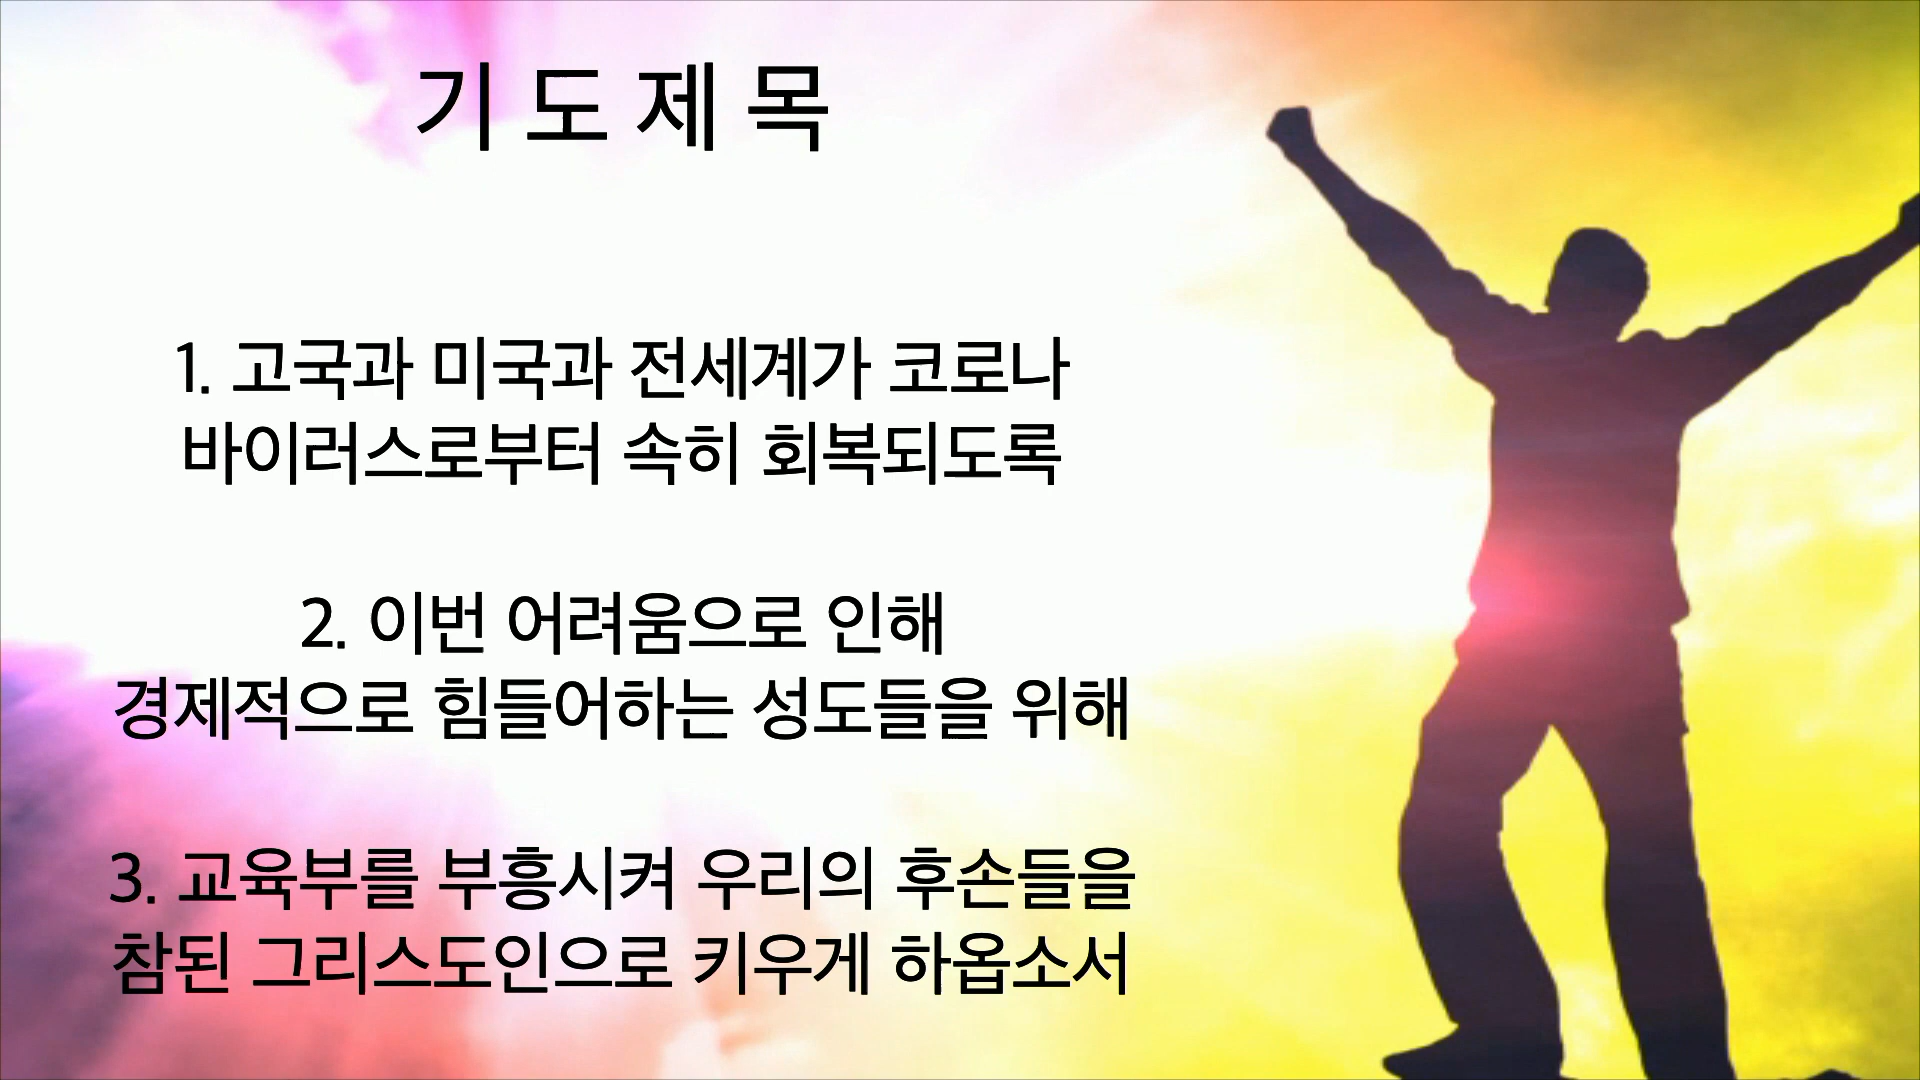 기도제목
1. 고국과 미국과 전세계가 코로나
바이러스로부터 속히 회복되도록
2. 이번 어려움으로 인해
경제적으로 힘들어하는 성도들을 위해
3. 교육부를 부흥시켜 우리의 후손들을
참된 그리스도인으로 키우게 하옵소서